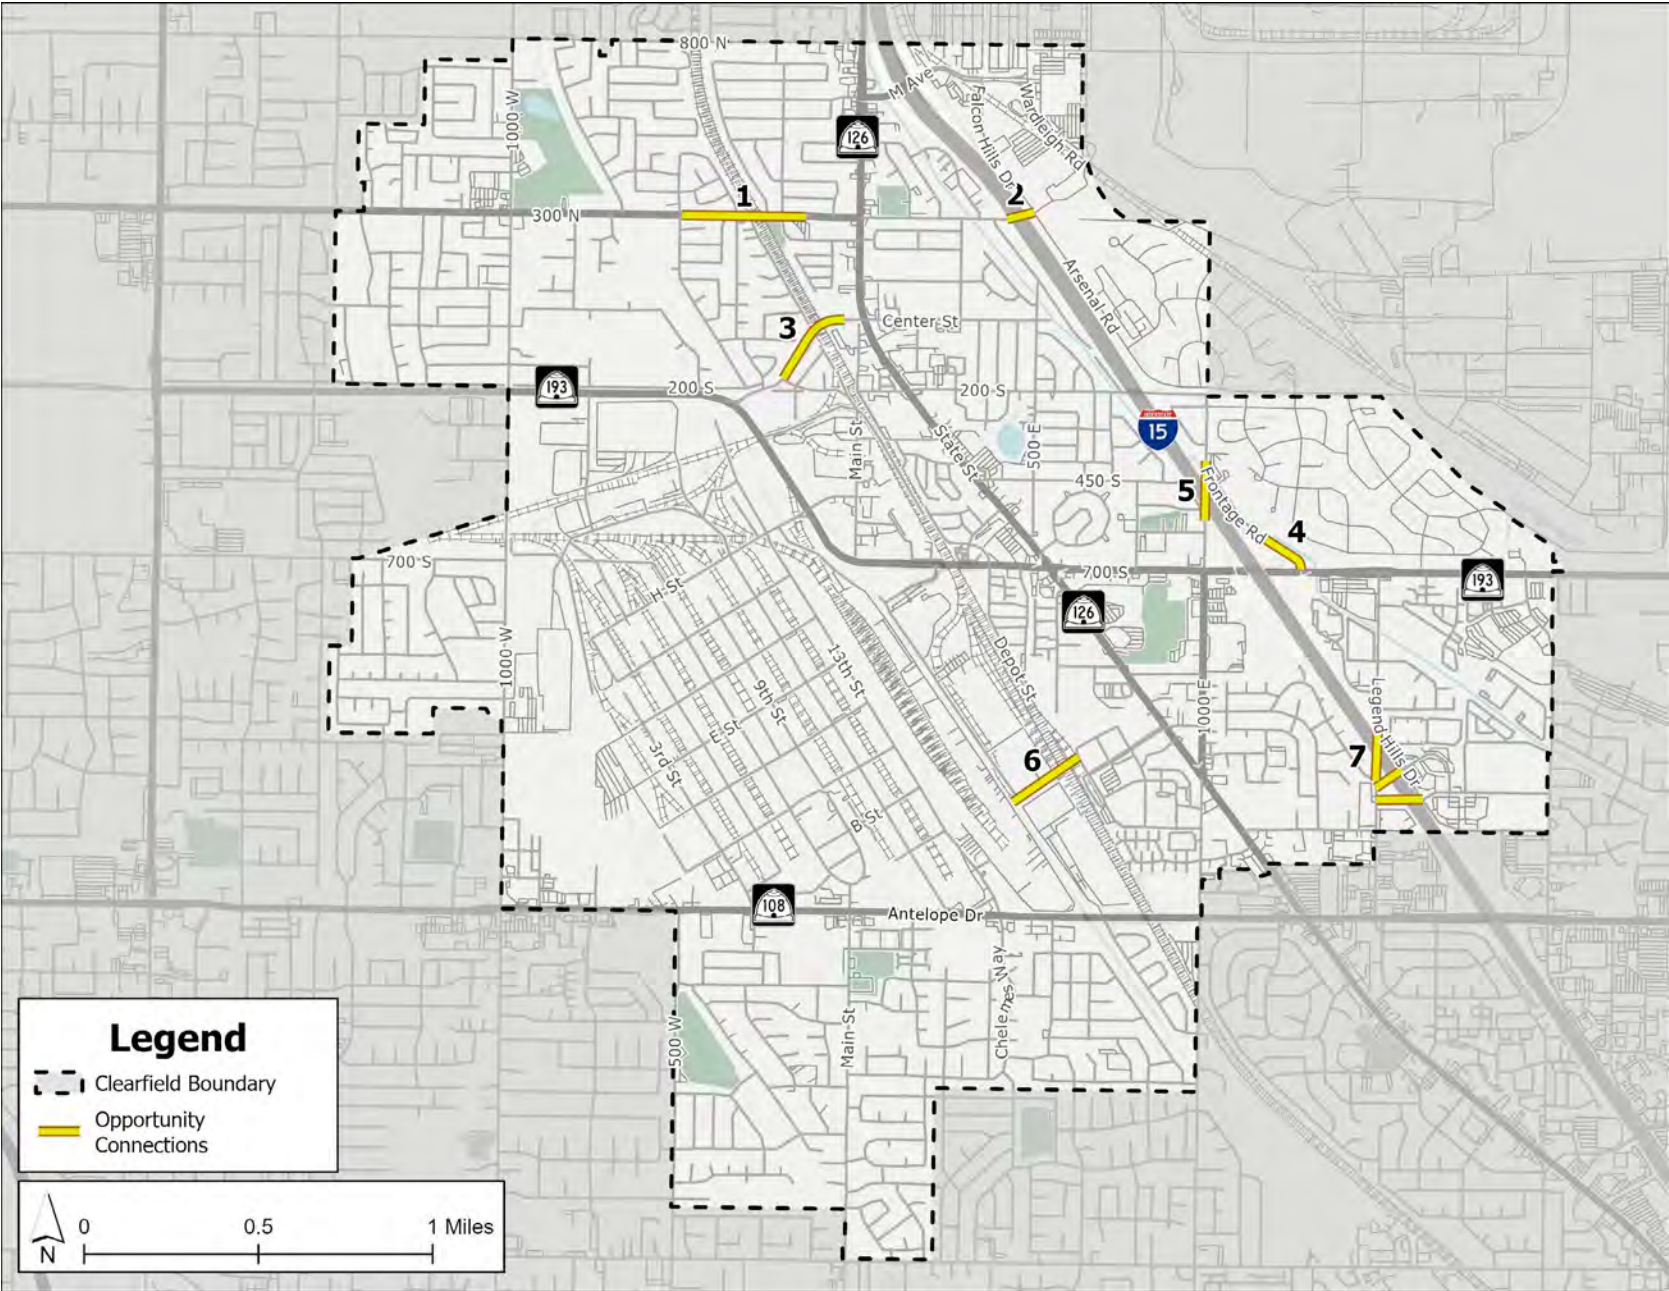 800 N
M Ave
Falcon Hills Dr
Wardleigh Rd
1000 W
126
1
2
300 N
Arsenal Rd
3
Center St
193
200 S
200 S
15
Main St
State St
500 E
450 S
5
Frontage Rd
4
700 S
700 S
193
H St
126
1000 W
13th St
Depot St
9th St
E St
3rd St
1000 E
Legend Hills Dr
7
6
B St
108
Antelope Dr
Chelemes Way
500 W
Main St
Legend
Clearfield Boundary
Opportunity
Connections
0 0.5 1 Miles
N